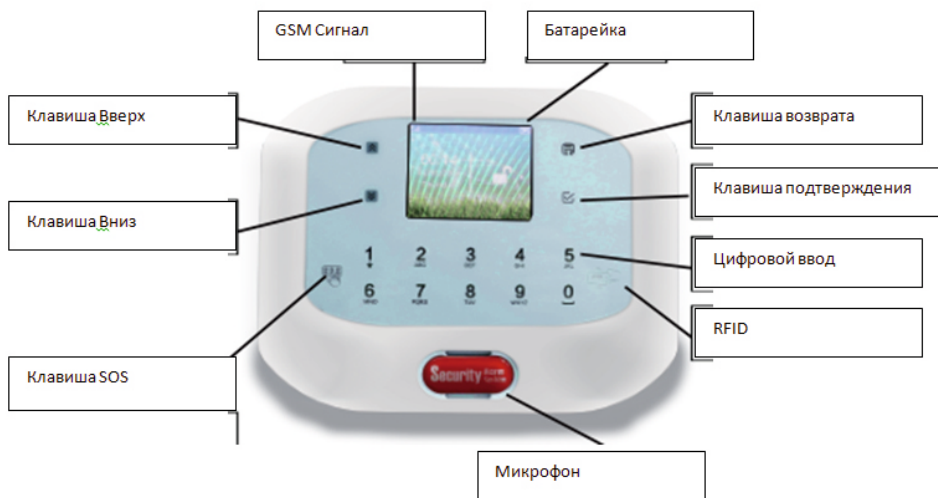 GSM Сигнал
Батарейка
Клавиша Вверх
Клавиша возврата
Клавиша подтверждения
Клавиша Вниз
Цифровой ввод
1 2 3 4 5
6 7 8 9 0
RFID
Клавиша SOS
Security
Микрофон